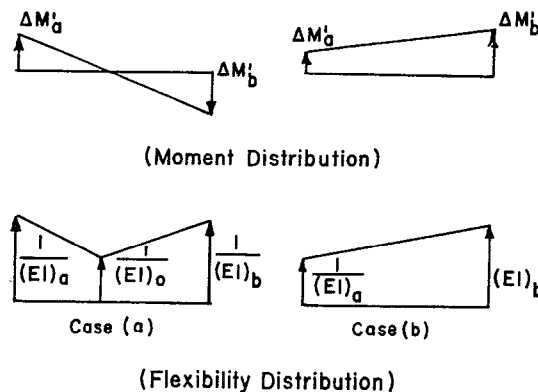 ΔM'a
ΔM'b
ΔM'a
ΔM'b
(Moment Distribution)
1/(EI)a
1/(EI)o
1/(EI)b
1/(EI)a
(EI)b
Case (a)
Case (b)
(Flexibility Distribution)